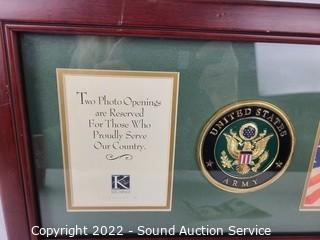 Two Photo Openings
are Reserved
For Those Who
Proudly Serve
Our Country.
K
UNITED STATES
ARMY
Copyright 2022 - Sound Auction Service